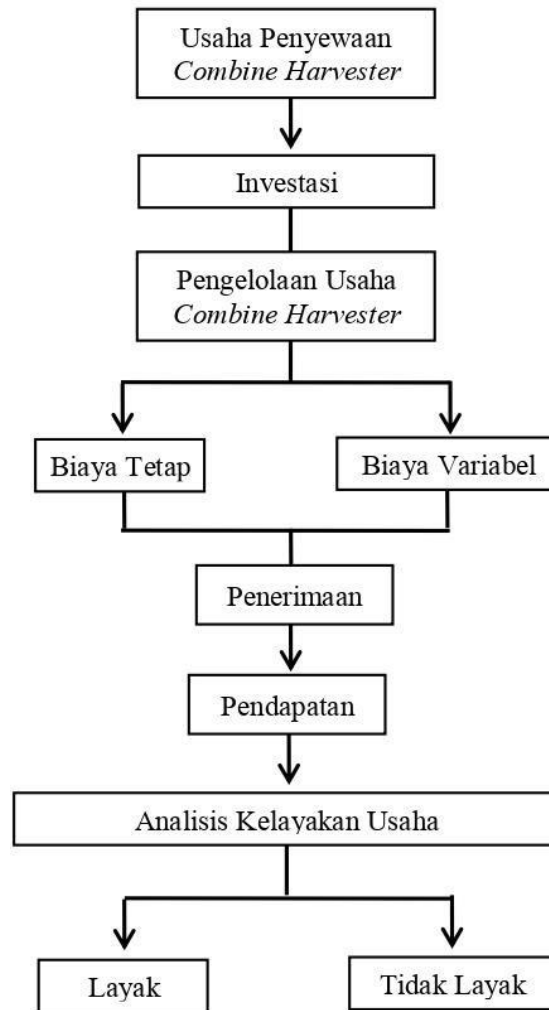 Usaha Penyewaan
Combine Harvester
Investasi
Pengelolaan Usaha
Combine Harvester
Biaya Tetap
Biaya Variabel
Penerimaan
Pendapatan
Analisis Kelayakan Usaha
Layak
Tidak Layak